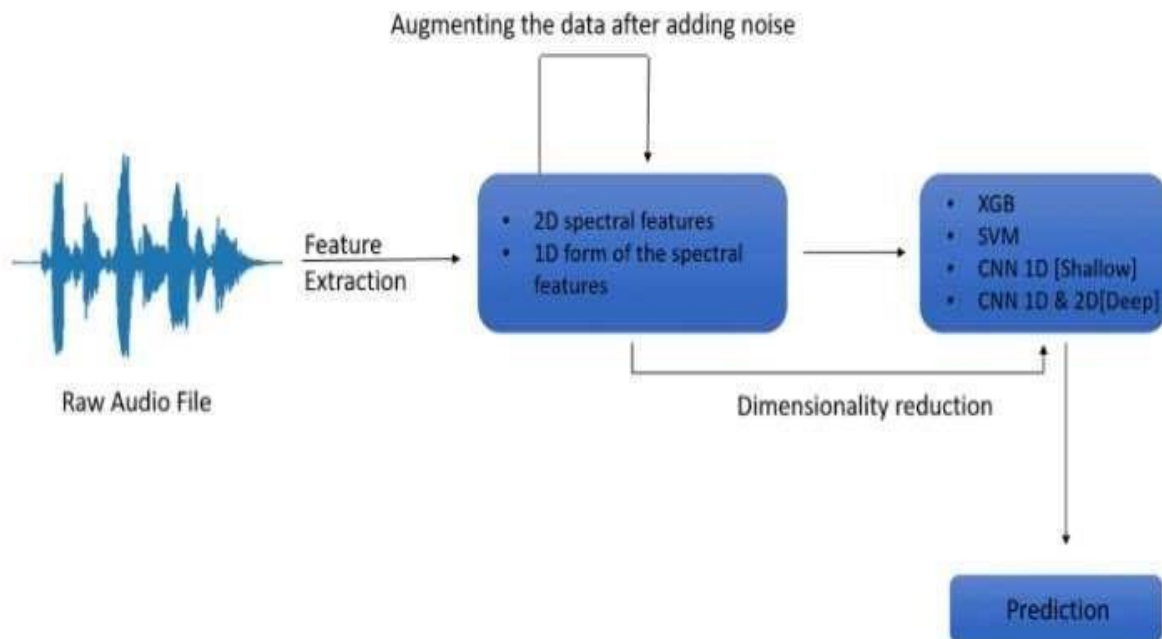 Augmenting the data after adding noise
Feature
Extraction
Raw Audio File
• 2D spectral features
• 1D form of the spectral
features
• XGB
• SVM
• CNN 1D [Shallow]
• CNN 1D & 2D[Deep]
Dimensionality reduction
Prediction